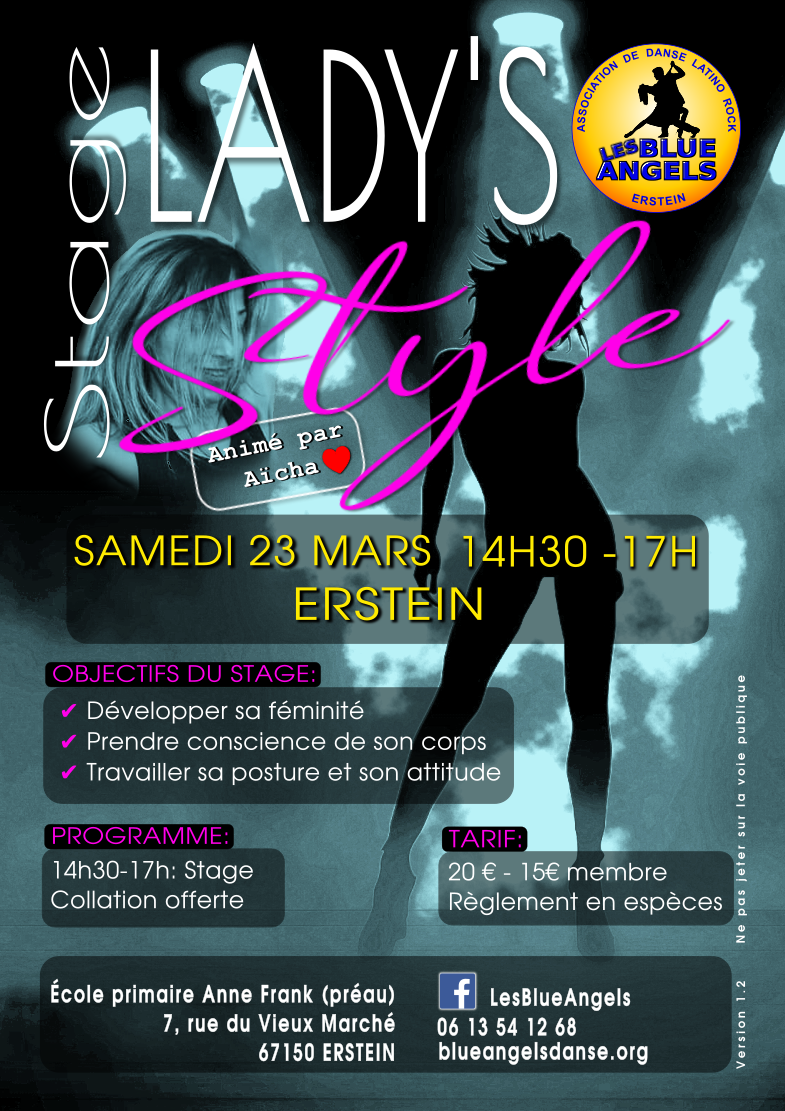 Stage
LADY'S
Style
ASSOCIATION DE DANSE LATINO ROCK
LES BLUE
ANGELS
ERSTEIN
Animé par
Aïcha
SAMEDI 23 MARS 14H30 -17H
ERSTEIN
OBJECTIFS DU STAGE:
✔ Développer sa féminité
✔ Prendre conscience de son corps
✔ Travailler sa posture et son attitude
PROGRAMME:
14h30-17h: Stage
Collation offerte
TARIF:
20 € - 15€ membre
Règlement en espèces
École primaire Anne Frank (préau)
7, rue du Vieux Marché
67150 ERSTEIN
f LesBlueAngels
06 13 54 12 68
blueangelsdanse.org
Version 1.2 Ne pas jeter sur la voie publique